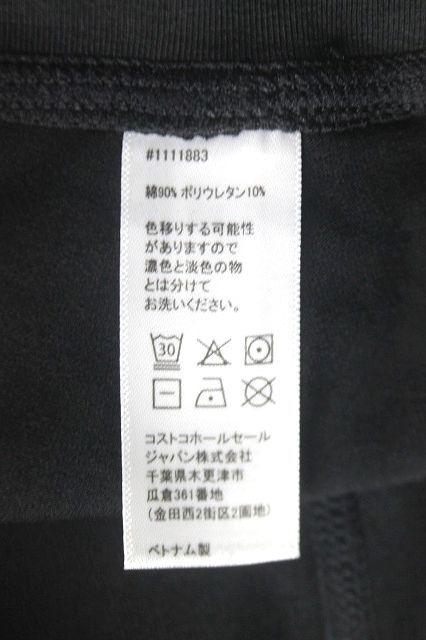 #1111883
綿90% ポリウレタン10%
色移りする可能性
がありますので
濃色と淡色の物
とは分けて
お洗いください。
30
コストコホールセール
ジャパン株式会社
千葉県木更津市
瓜倉361番地
(金田西2街区2画地)
ベトナム製